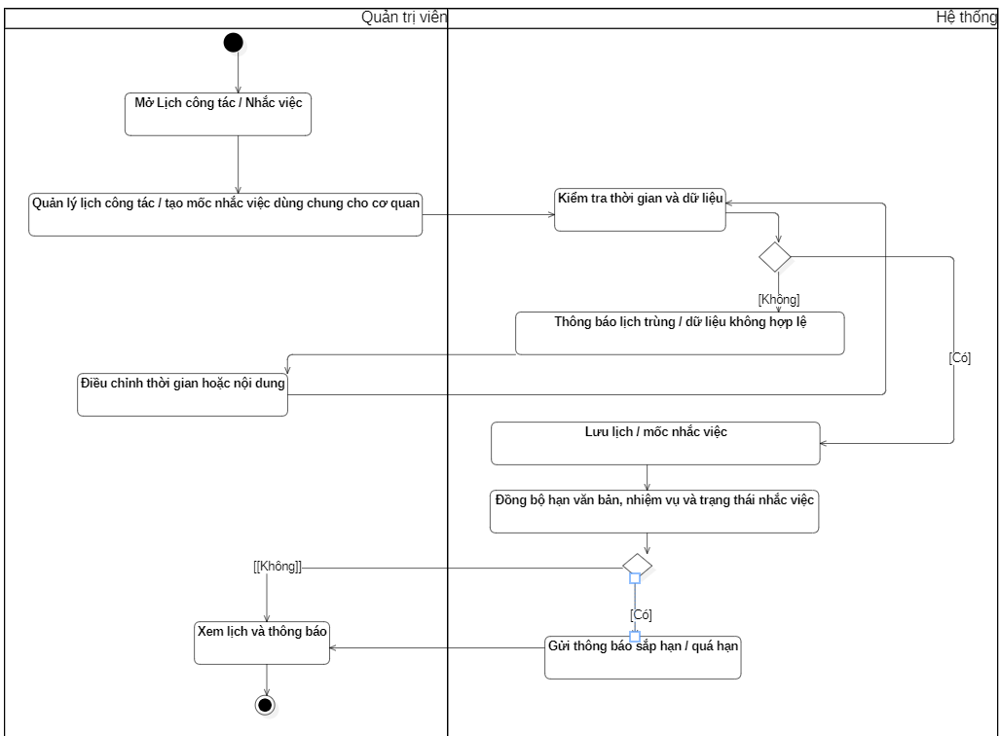 Quản trị viên
Hệ thống
Mở Lịch công tác / Nhắc việc
Quản lý lịch công tác / tạo mốc nhắc việc dùng chung cho cơ quan
Kiểm tra thời gian và dữ liệu
[Không]
Thông báo lịch trùng / dữ liệu không hợp lệ
[Có]
Điều chỉnh thời gian hoặc nội dung
Lưu lịch / mốc nhắc việc
Đồng bộ hạn văn bản, nhiệm vụ và trạng thái nhắc việc
[[Không]]
[Có]
Xem lịch và thông báo
Gửi thông báo sắp hạn / quá hạn